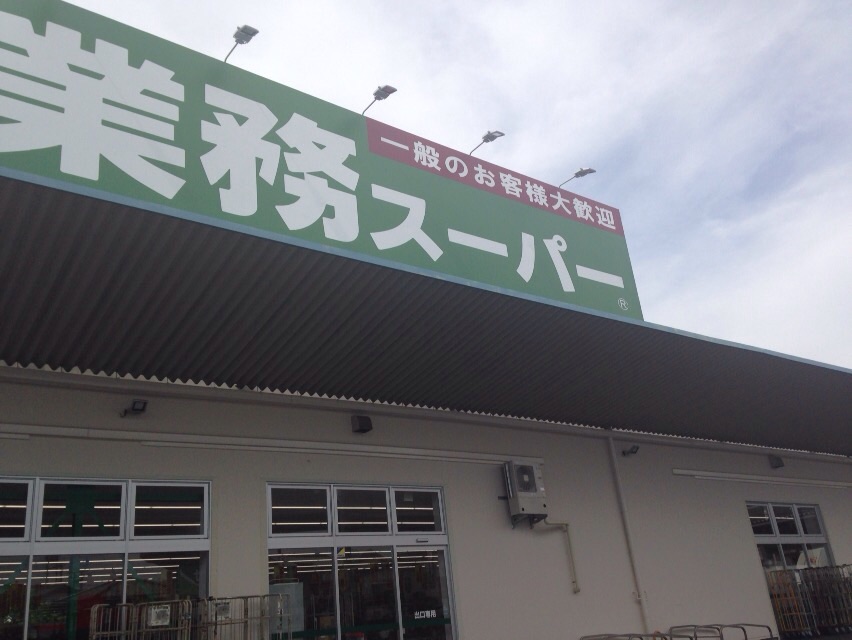 業務スーパー
一般のお客様大歓迎
®
出口専用